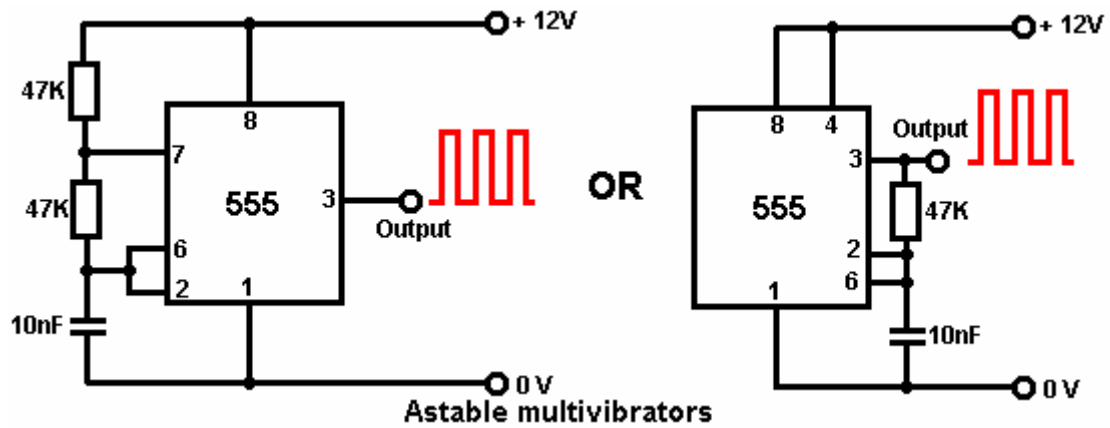 + 12V
47K
8
7
47K
555
3
Output
6
2
1
10nF
0 V
OR
+ 12V
8
4
Output
3
555
47K
2
6
1
10nF
0 V
Astable multivibrators